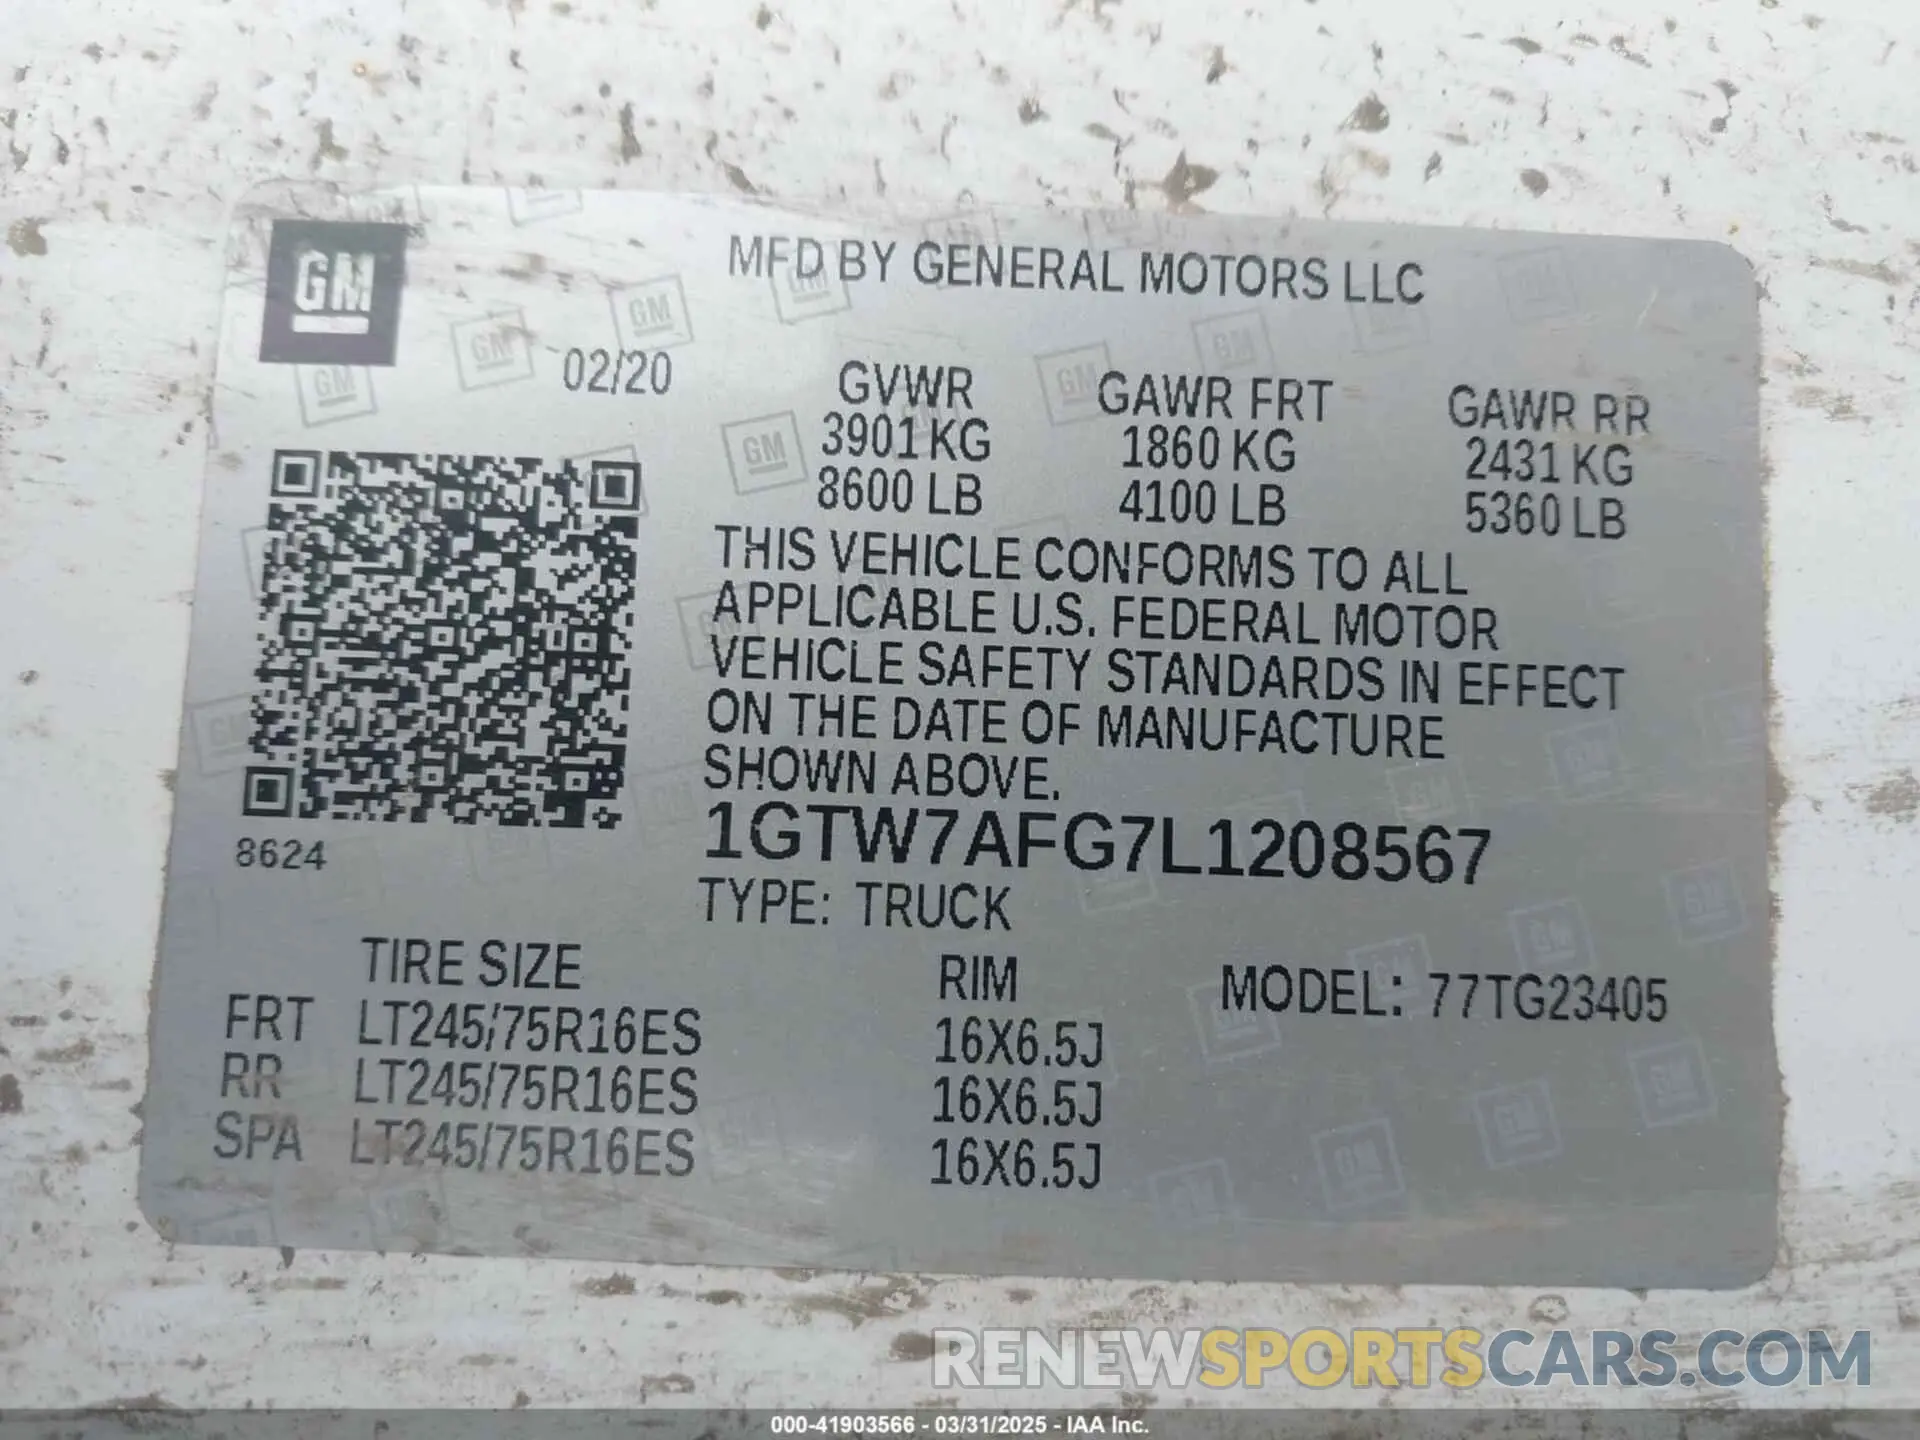 GM
MFD BY GENERAL MOTORS LLC
02/20
GVWR GAWR FRT GAWR RR
3901 KG 1860 KG 2431 KG
8600 LB 4100 LB 5360 LB
THIS VEHICLE CONFORMS TO ALL
APPLICABLE U.S. FEDERAL MOTOR
VEHICLE SAFETY STANDARDS IN EFFECT
ON THE DATE OF MANUFACTURE
SHOWN ABOVE.
1GTW7AFG7L1208567
8624
TYPE: TRUCK
TIRE SIZE RIM MODEL: 77TG23405
FRT LT245/75R16ES 16X6.5J
RR LT245/75R16ES 16X6.5J
SPA LT245/75R16ES 16X6.5J
RENEWSPORTSCARS.COM
000-41903566 - 03/31/2025 - IAA Inc.